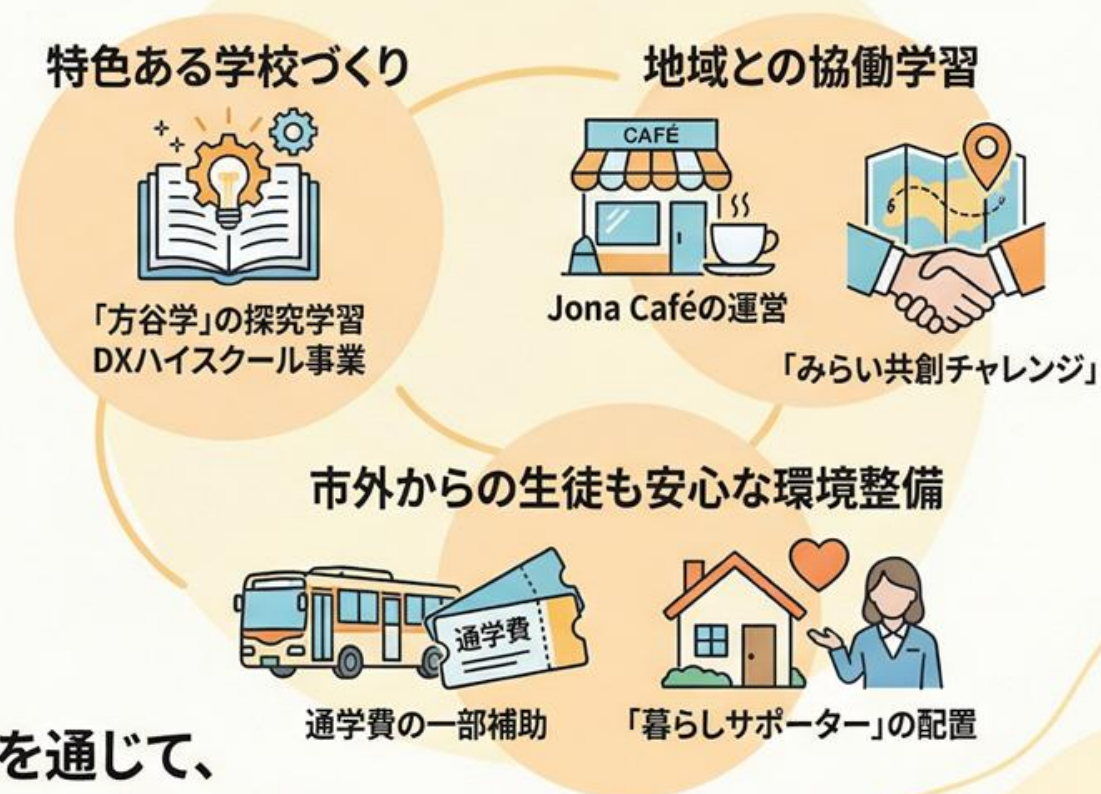 特色ある学校づくり
「方谷学」の探究学習
DXハイスクール事業
地域との協働学習
CAFÉ
Jona Caféの運営
「みらい共創チャレンジ」
市外からの生徒も安心な環境整備
通学費
通学費の一部補助
「暮らしサポーター」の配置
を通じて、